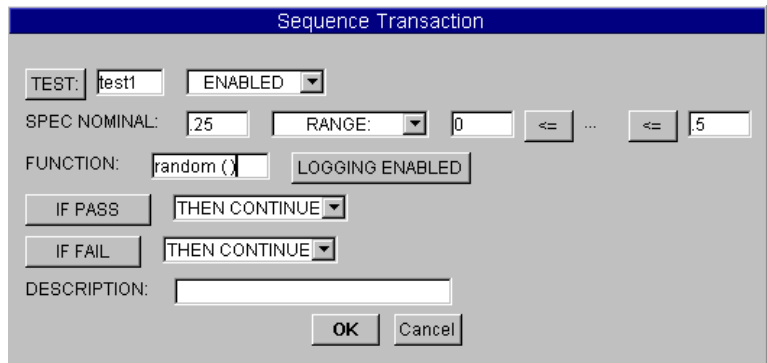 Sequence Transaction
TEST: test1 ENABLED
SPEC NOMINAL: .25 RANGE: 0 <= ... <= .5
FUNCTION: random () LOGGING ENABLED
IF PASS THEN CONTINUE
IF FAIL THEN CONTINUE
DESCRIPTION:
OK Cancel